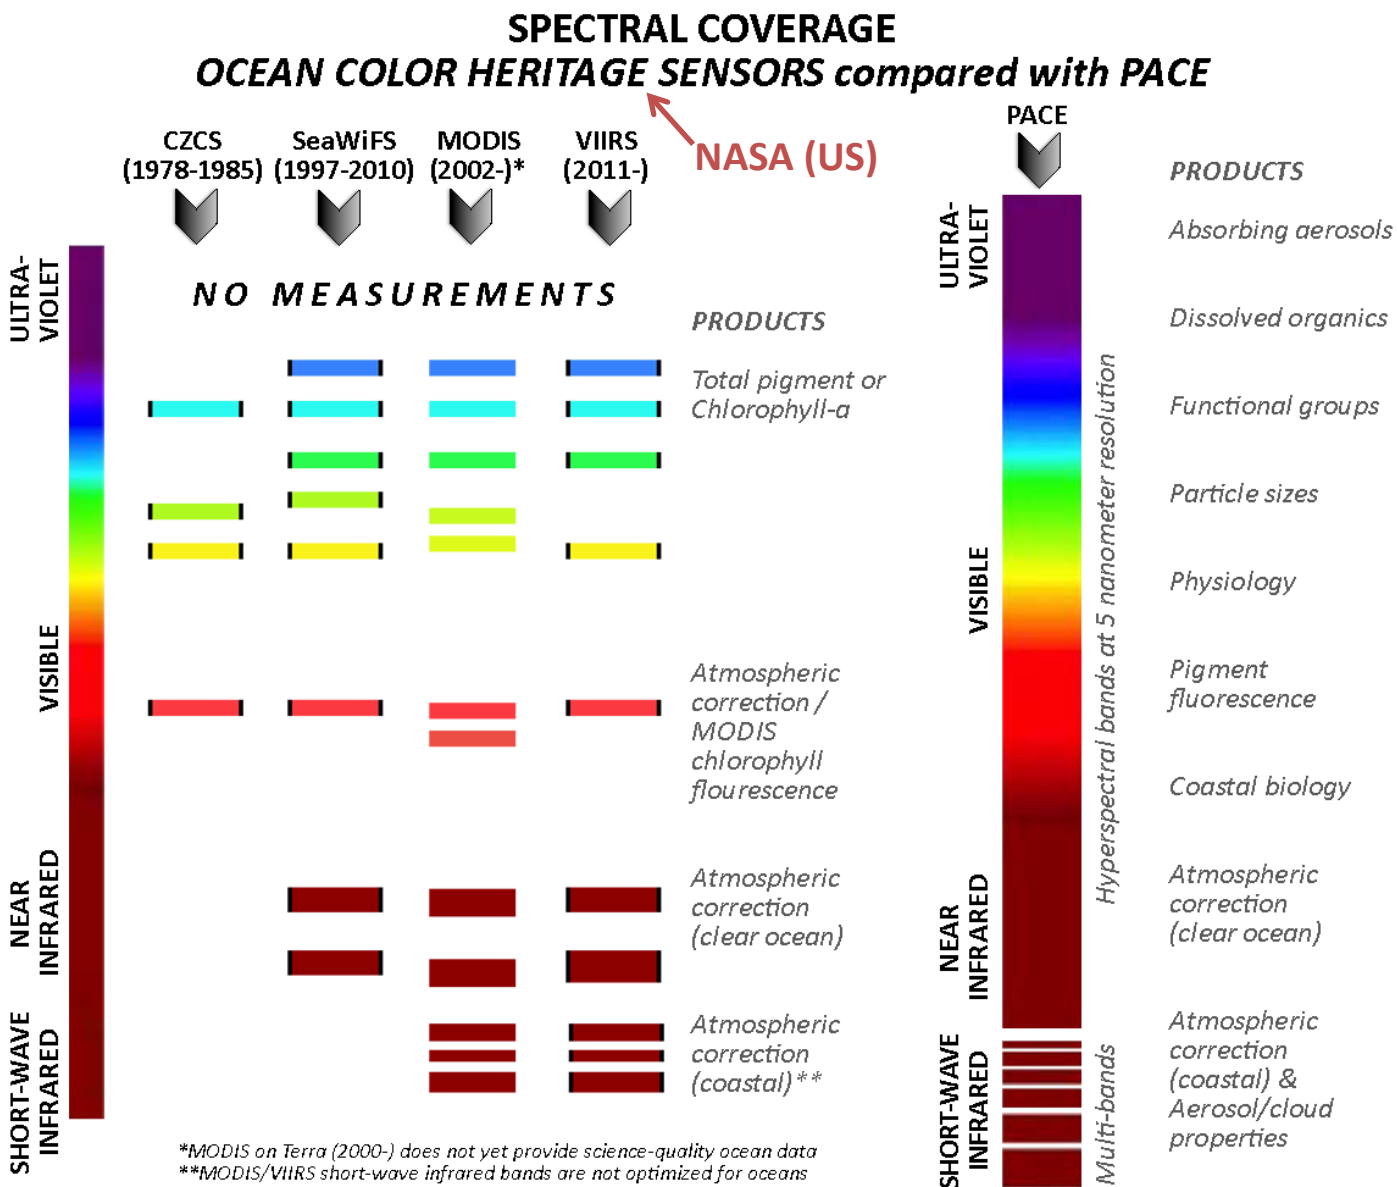 SPECTRAL COVERAGE
OCEAN COLOR HERITAGE SENSORS compared with PACE
NASA (US)
CZCS
(1978-1985)
SeaWiFS
(1997-2010)
MODIS
(2002-)*
VIIRS
(2011-)
ULTRA-
VIOLET
VISIBLE
NEAR
INFRARED
SHORT-WAVE
INFRARED
NO MEASUREMENTS
PRODUCTS
Total pigment or
Chlorophyll-a
Atmospheric
correction /
MODIS
chlorophyll
flourescence
Atmospheric
correction
(clear ocean)
Atmospheric
correction
(coastal)**
*MODIS on Terra (2000-) does not yet provide science-quality ocean data
**MODIS/VIIRS short-wave infrared bands are not optimized for oceans
PACE
ULTRA-
VIOLET
VISIBLE
NEAR
INFRARED
SHORT-WAVE
INFRARED
Hyperspectral bands at 5 nanometer resolution
Multi-bands
PRODUCTS
Absorbing aerosols
Dissolved organics
Functional groups
Particle sizes
Physiology
Pigment
fluorescence
Coastal biology
Atmospheric
correction
(clear ocean)
Atmospheric
correction
(coastal) &
Aerosol/cloud
properties